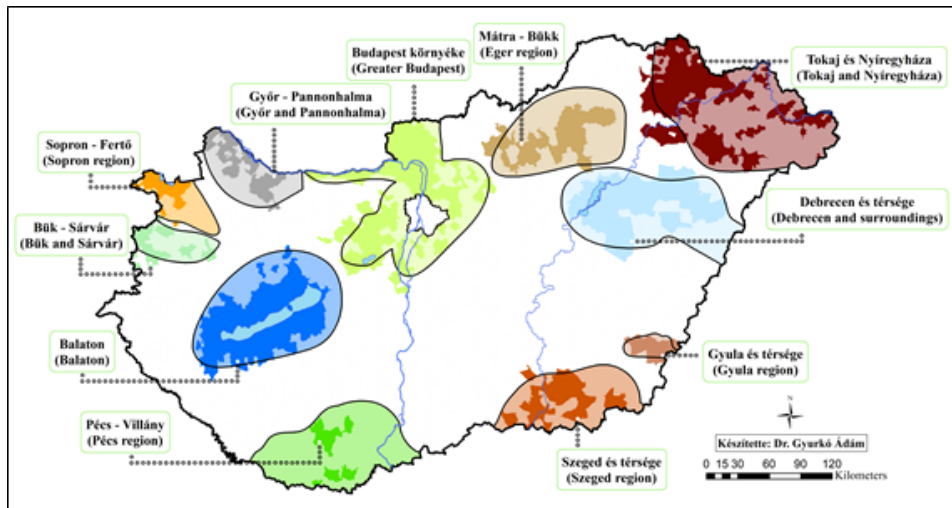 Mátra - Bükk
(Eger region)
Budapest környéke
(Greater Budapest)
Tokaj és Nyíregyháza
(Tokaj and Nyíregyháza)
Győr - Pannonhalma
(Győr and Pannonhalma)
Sopron - Fertő
(Sopron region)
Debrecen és térsége
(Debrecen and surroundings)
Bük - Sárvár
(Bük and Sárvár)
Balaton
(Balaton)
Gyula és térsége
(Gyula region)
Pécs - Villány
(Pécs region)
Szeged és térsége
(Szeged region)
N
Készítette: Dr. Gyurkó Ádám
0 15 30 60 90 120
Kilometers